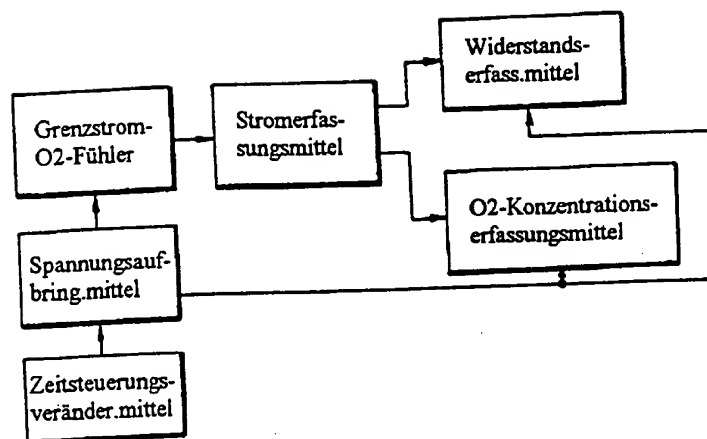 Widerstands-
erfass.mittel
Grenzstrom-
O2-Fühler
Stromerfas-
sungsmittel
O2-Konzentrations-
erfassungsmittel
Spannungsauf-
bring.mittel
Zeitsteuerungs-
veränder.mittel